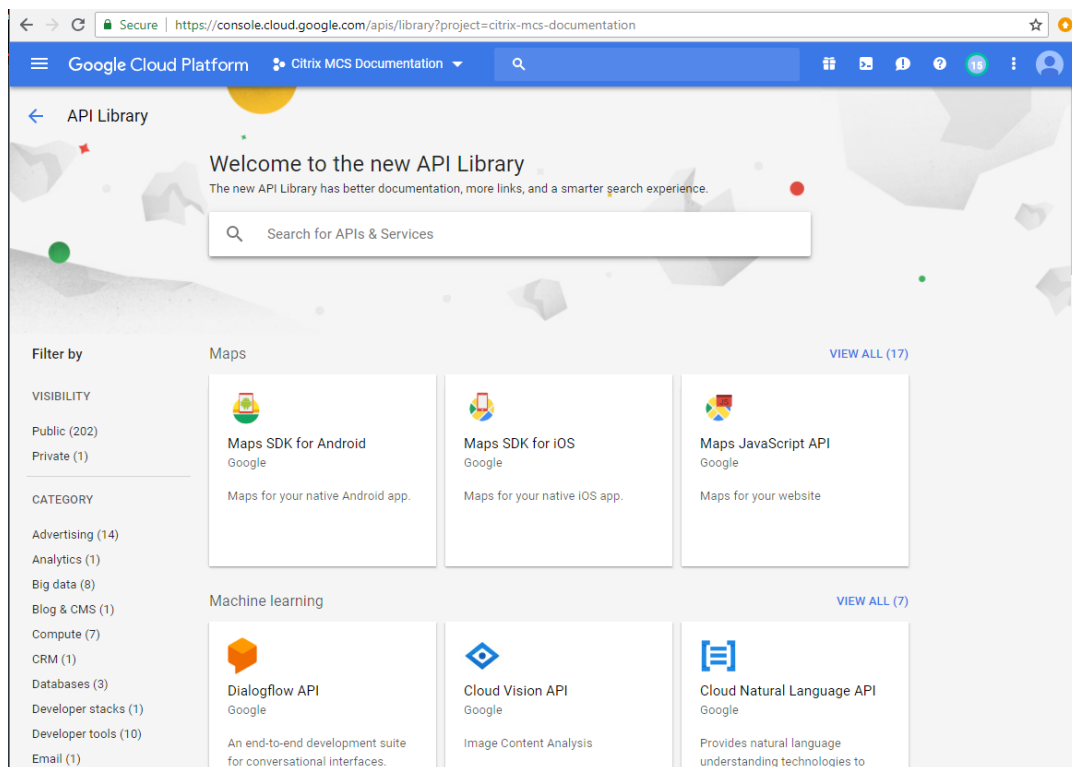 Secure | https://console.cloud.google.com/apis/library?project=citrix-mcs-documentation
Google Cloud Platform Citrix MCS Documentation 15
API Library
Welcome to the new API Library
The new API Library has better documentation, more links, and a smarter search experience.
Search for APIs & Services
Filter by
VISIBILITY
Public (202)
Private (1)
CATEGORY
Advertising (14)
Analytics (1)
Big data (8)
Blog & CMS (1)
Compute (7)
CRM (1)
Databases (3)
Developer stacks (1)
Developer tools (10)
Email (1)
Maps VIEW ALL (17)
Maps SDK for Android
Google
Maps for your native Android app.
Maps SDK for iOS
Google
Maps for your native iOS app.
JS
Maps JavaScript API
Google
Maps for your website
Machine learning VIEW ALL (7)
Dialogflow API
Google
An end-to-end development suite
for conversational interfaces.
Cloud Vision API
Google
Image Content Analysis
Cloud Natural Language API
Google
Provides natural language
understanding technologies to